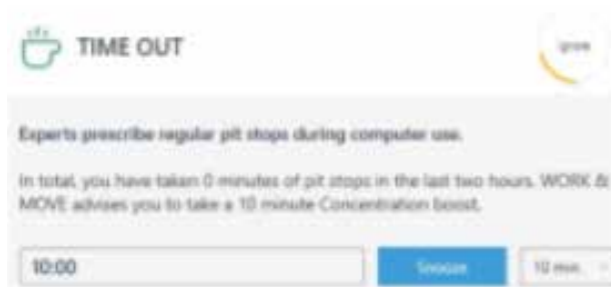 TIME OUT
Experts prescribe regular pit stops during computer use.
In total, you have taken 0 minutes of pit stops in the last two hours. WORK &
MOVE advises you to take a 10 minute Concentration boost.
10:00
Snooze
10 min.